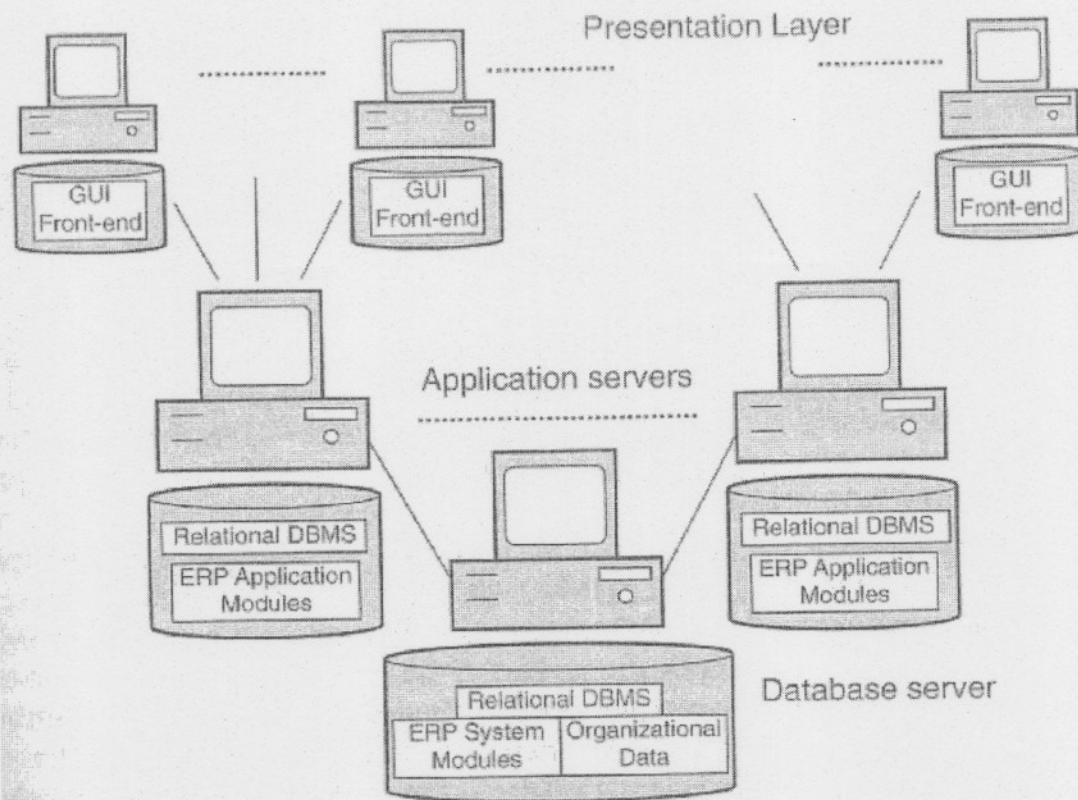 Presentation Layer
GUI
Front-end
GUI
Front-end
GUI
Front-end
Application servers
Relational DBMS
ERP Application
Modules
Relational DBMS
ERP Application
Modules
Database server
Relational DBMS
ERP System
Modules
Organizational
Data